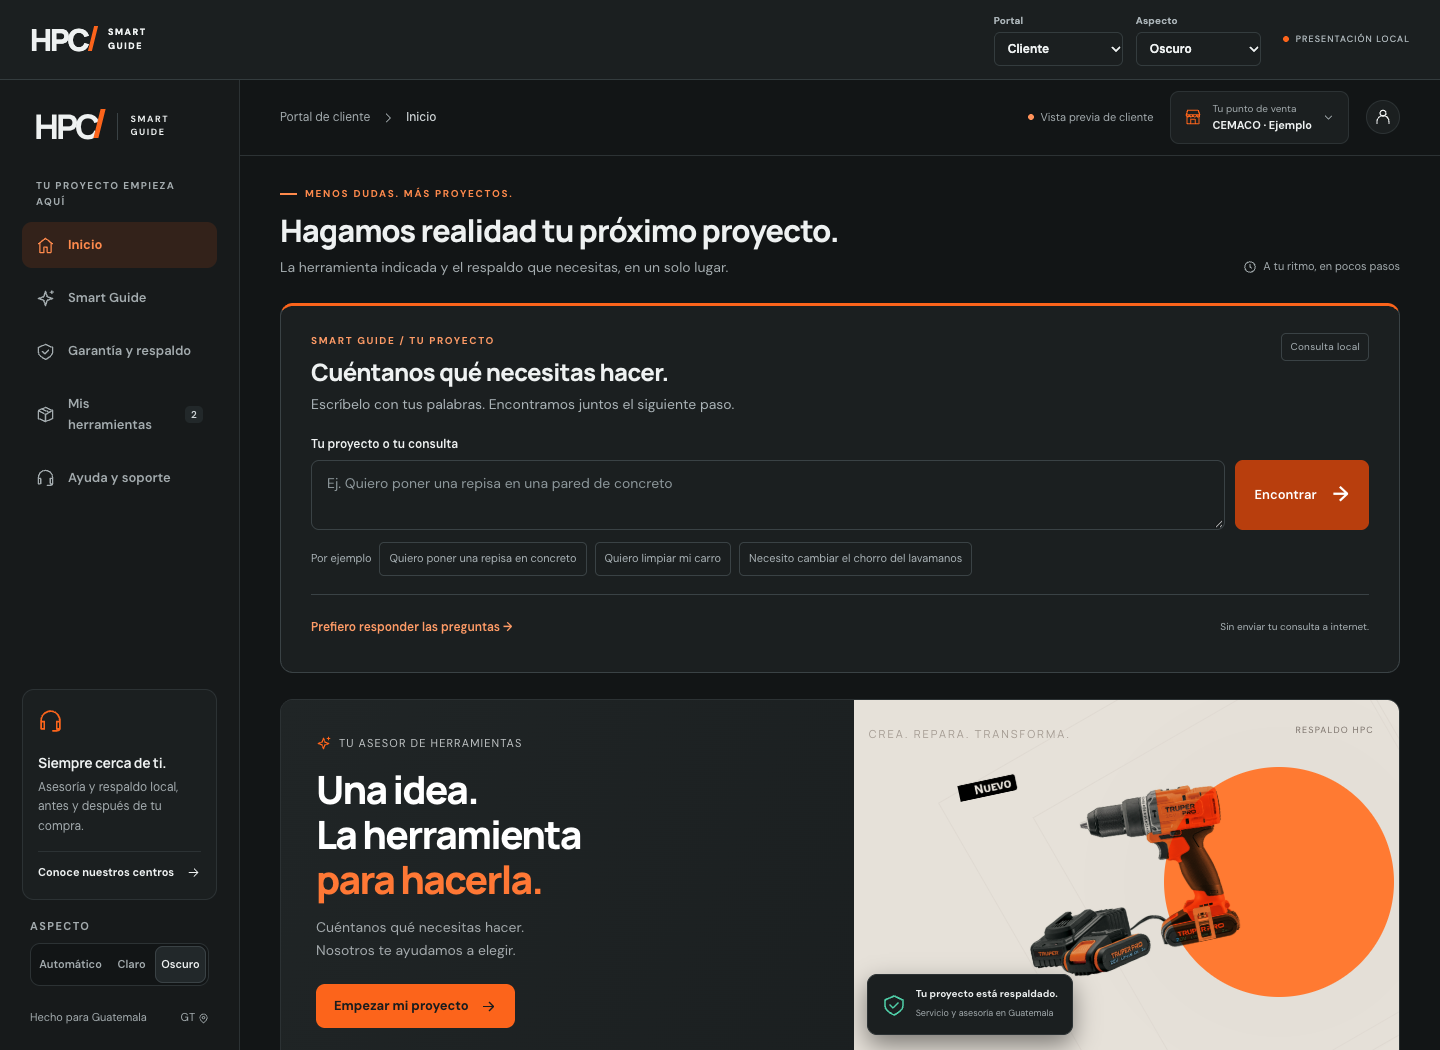 HPC/ SMART GUIDE
Portal
Cliente
Aspecto
Oscuro
PRESENTACIÓN LOCAL
HPC/ SMART GUIDE
TU PROYECTO EMPIEZA
AQUÍ
Inicio
Smart Guide
Garantía y respaldo
Mis
herramientas
2
Ayuda y soporte
Siempre cerca de ti.
Asesoría y respaldo local,
antes y después de tu
compra.
Conoce nuestros centros →
ASPECTO
Automático Claro Oscuro
Hecho para Guatemala GT
Portal de cliente > Inicio
Vista previa de cliente
Tu punto de venta
CEMACO · Ejemplo
MENOS DUDAS. MÁS PROYECTOS.
Hagamos realidad tu próximo proyecto.
La herramienta indicada y el respaldo que necesitas, en un solo lugar.
A tu ritmo, en pocos pasos
SMART GUIDE / TU PROYECTO
Consulta local
Cuéntanos qué necesitas hacer.
Escríbelo con tus palabras. Encontramos juntos el siguiente paso.
Tu proyecto o tu consulta
Ej. Quiero poner una repisa en una pared de concreto
Encontrar →
Por ejemplo
Quiero poner una repisa en concreto
Quiero limpiar mi carro
Necesito cambiar el chorro del lavamanos
Prefiero responder las preguntas →
Sin enviar tu consulta a internet.
TU ASESOR DE HERRAMIENTAS
Una idea.
La herramienta
para hacerla.
Cuéntanos qué necesitas hacer.
Nosotros te ayudamos a elegir.
Empezar mi proyecto →
CREA. REPARA. TRANSFORMA.
RESPALDO HPC
NUEVO
TRUPER
PRO
TRUPER PRO
TRUPER PRO
Tu proyecto está respaldado.
Servicio y asesoría en Guatemala